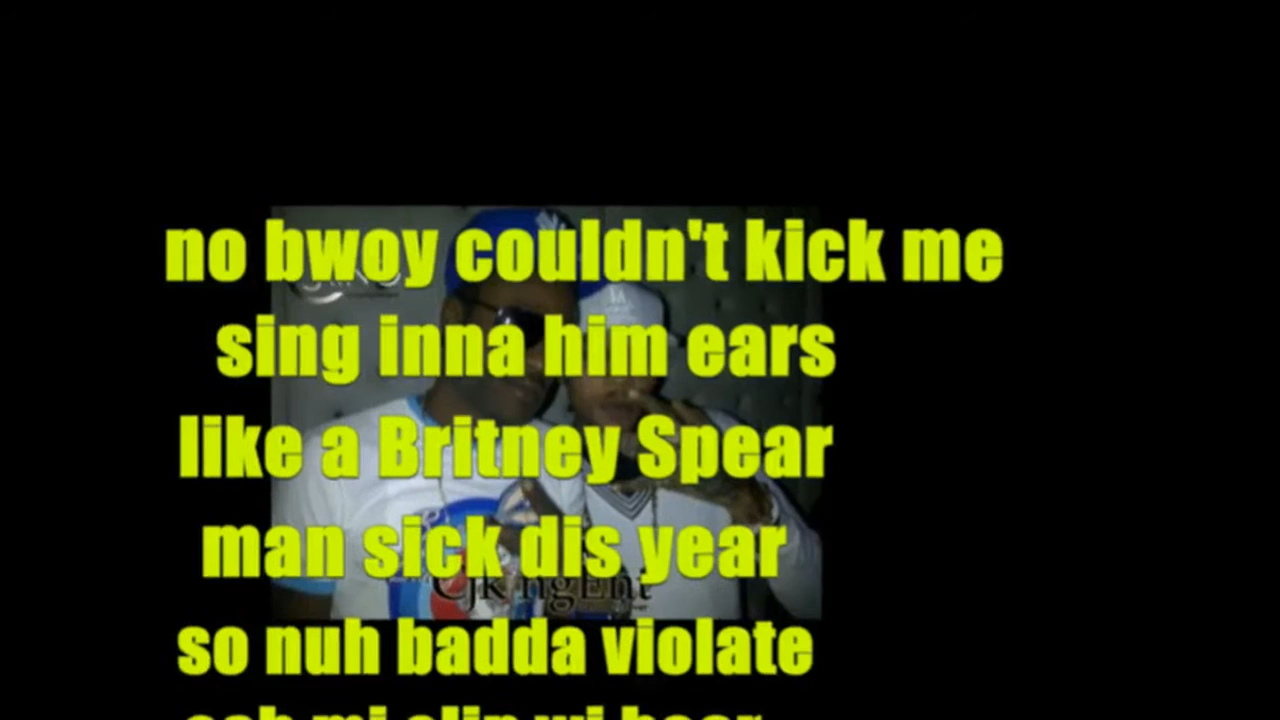 no bwoy couldn't kick me
sing inna him ears
like a Britney Spear
man sick dis year
so nuh badda violate